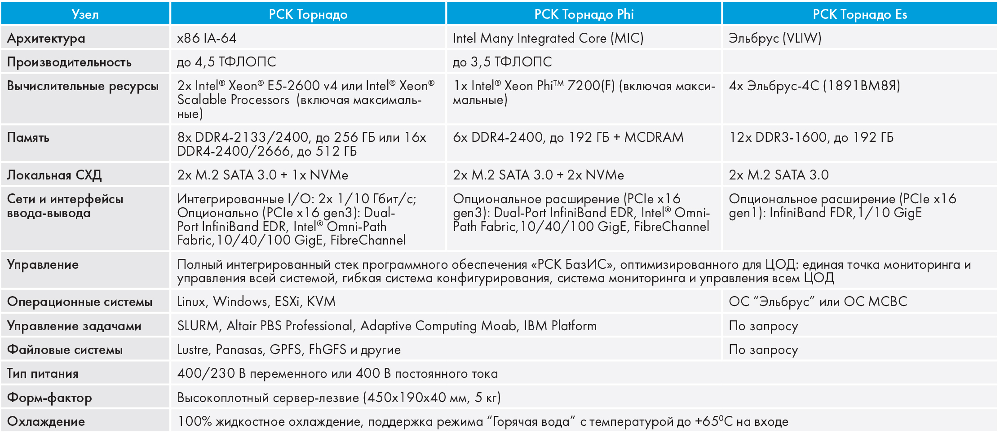 Узел
РСК Торнадо
РСК Торнадо Phi
РСК Торнадо Es
Архитектура
x86 IA-64
Intel Many Integrated Core (MIC)
Эльбрус (VLIW)
Производительность
до 4,5 ТФЛОПС
до 3,5 ТФЛОПС
Вычислительные ресурсы
2x Intel® Xeon® E5-2600 v4 или Intel® Xeon®
Scalable Processors (включая максималь-
ные)
1x Intel® Xeon Phi™ 7200(F) (включая макси-
мальные)
4x Эльбрус-4С (1891ВМ8Я)
Память
8x DDR4-2133/2400, до 256 ГБ или 16x
DDR4-2400/2666, до 512 ГБ
6x DDR4-2400, до 192 ГБ + MCDRAM
12x DDR3-1600, до 192 ГБ
Локальная СХД
2x M.2 SATA 3.0 + 1x NVMe
2x M.2 SATA 3.0 + 2x NVMe
2x M.2 SATA 3.0
Сети и интерфейсы
ввода-вывода
Интегрированные I/O: 2x 1/10 Гбит/с;
Опционально (PCIe x16 gen3): Dual-
Port InfiniBand EDR, Intel® Omni-Path
Fabric,10/40/100 GigE, FibreChannel
Опциональное расширение (PCIe x16
gen3): Dual-Port InfiniBand EDR, Intel® Omni-
Path Fabric,10/40/100 GigE, FibreChannel
Опциональное расширение (PCIe x16
gen1): InfiniBand FDR,1/10 GigE
Управление
Полный интегрированный стек программного обеспечения «РСК БазИС», оптимизированного для ЦОД: единая точка мониторинга и
управления всей системой, гибкая система конфигурирования, система мониторинга и управления всем ЦОД
Операционные системы
Linux, Windows, ESXi, KVM
ОС “Эльбрус” или ОС МСВС
Управление задачами
SLURM, Altair PBS Professional, Adaptive Computing Moab, IBM Platform
По запросу
Файловые системы
Lustre, Panasas, GPFS, FhGFS и другие
По запросу
Тип питания
400/230 В переменного или 400 В постоянного тока
Форм-фактор
Высокоплотный сервер-лезвие (450x190x40 мм, 5 кг)
Охлаждение
100% жидкостное охлаждение, поддержка режима “Горячая вода” с температурой до +65⁰С на входе